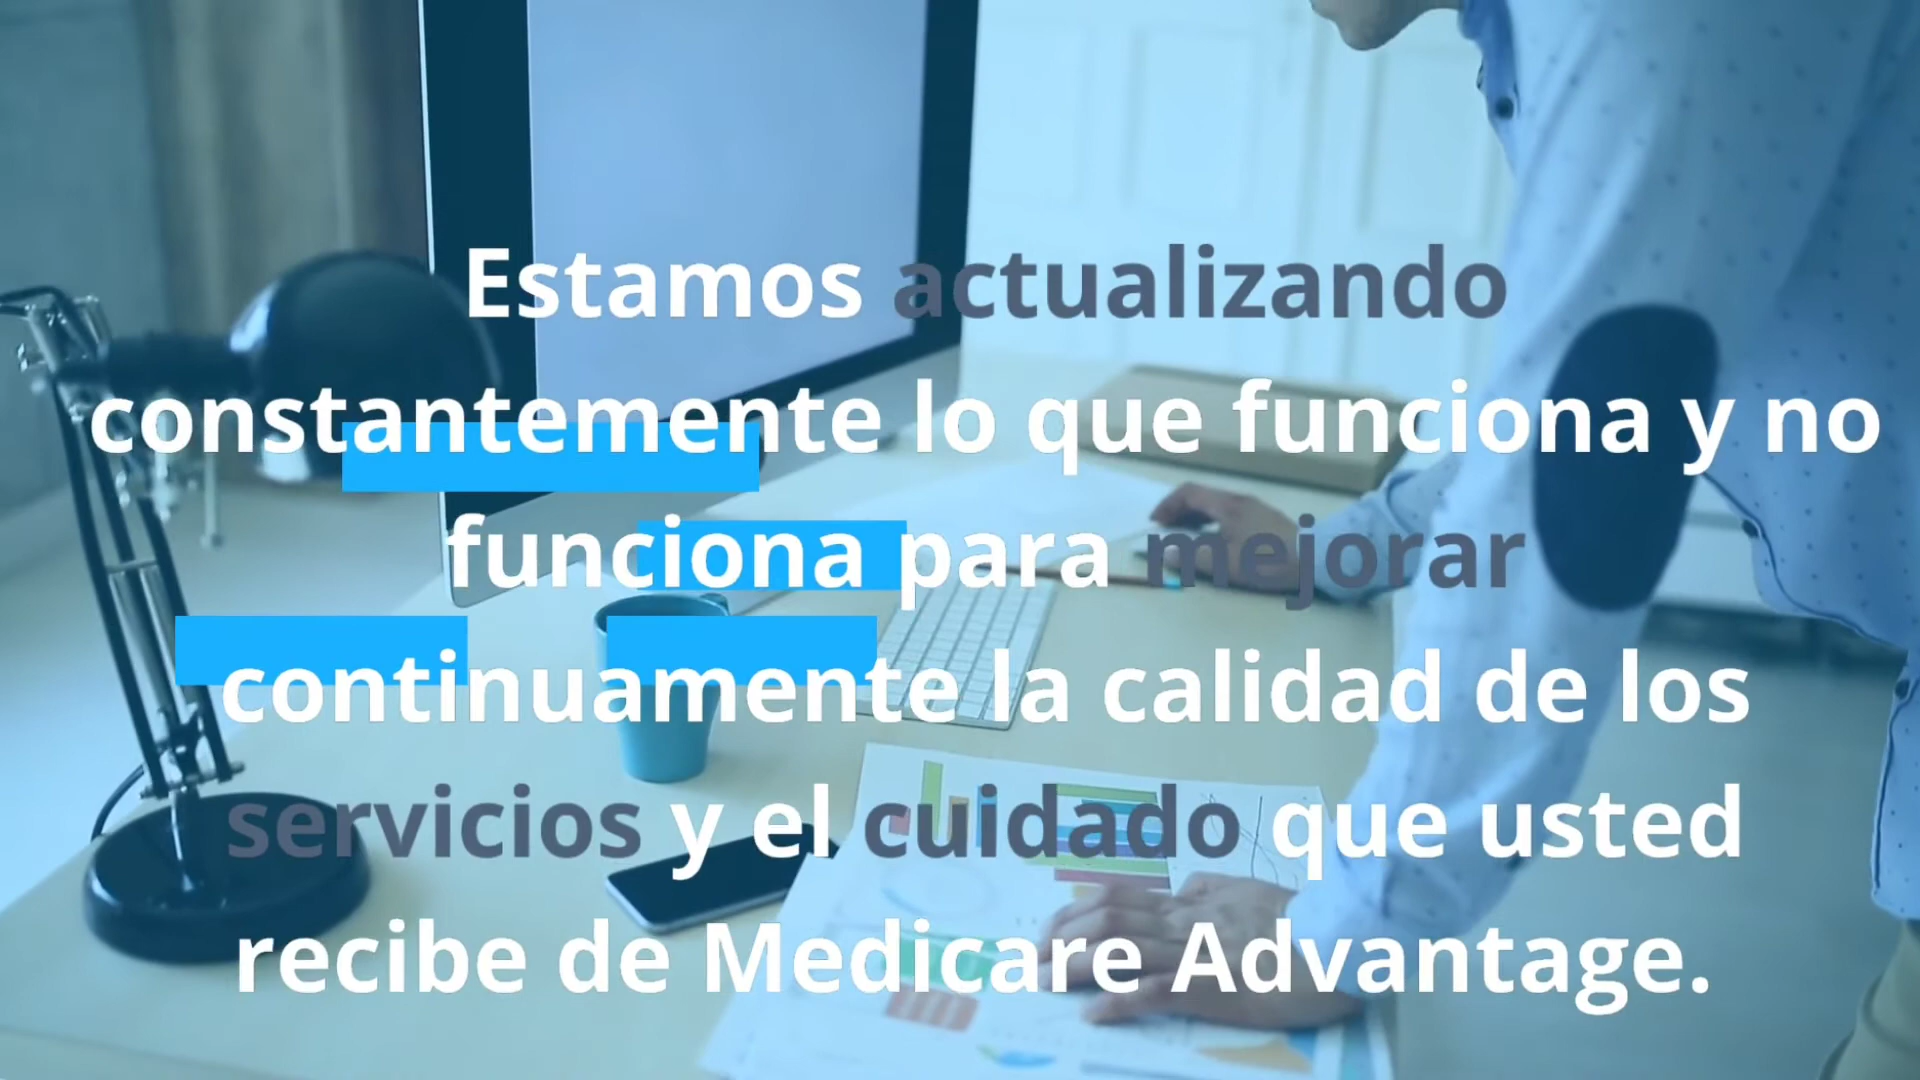 Estamos actualizando
constantemente lo que funciona y no
funciona para mejorar
continuamente la calidad de los
servicios y el cuidado que usted
recibe de Medicare Advantage.